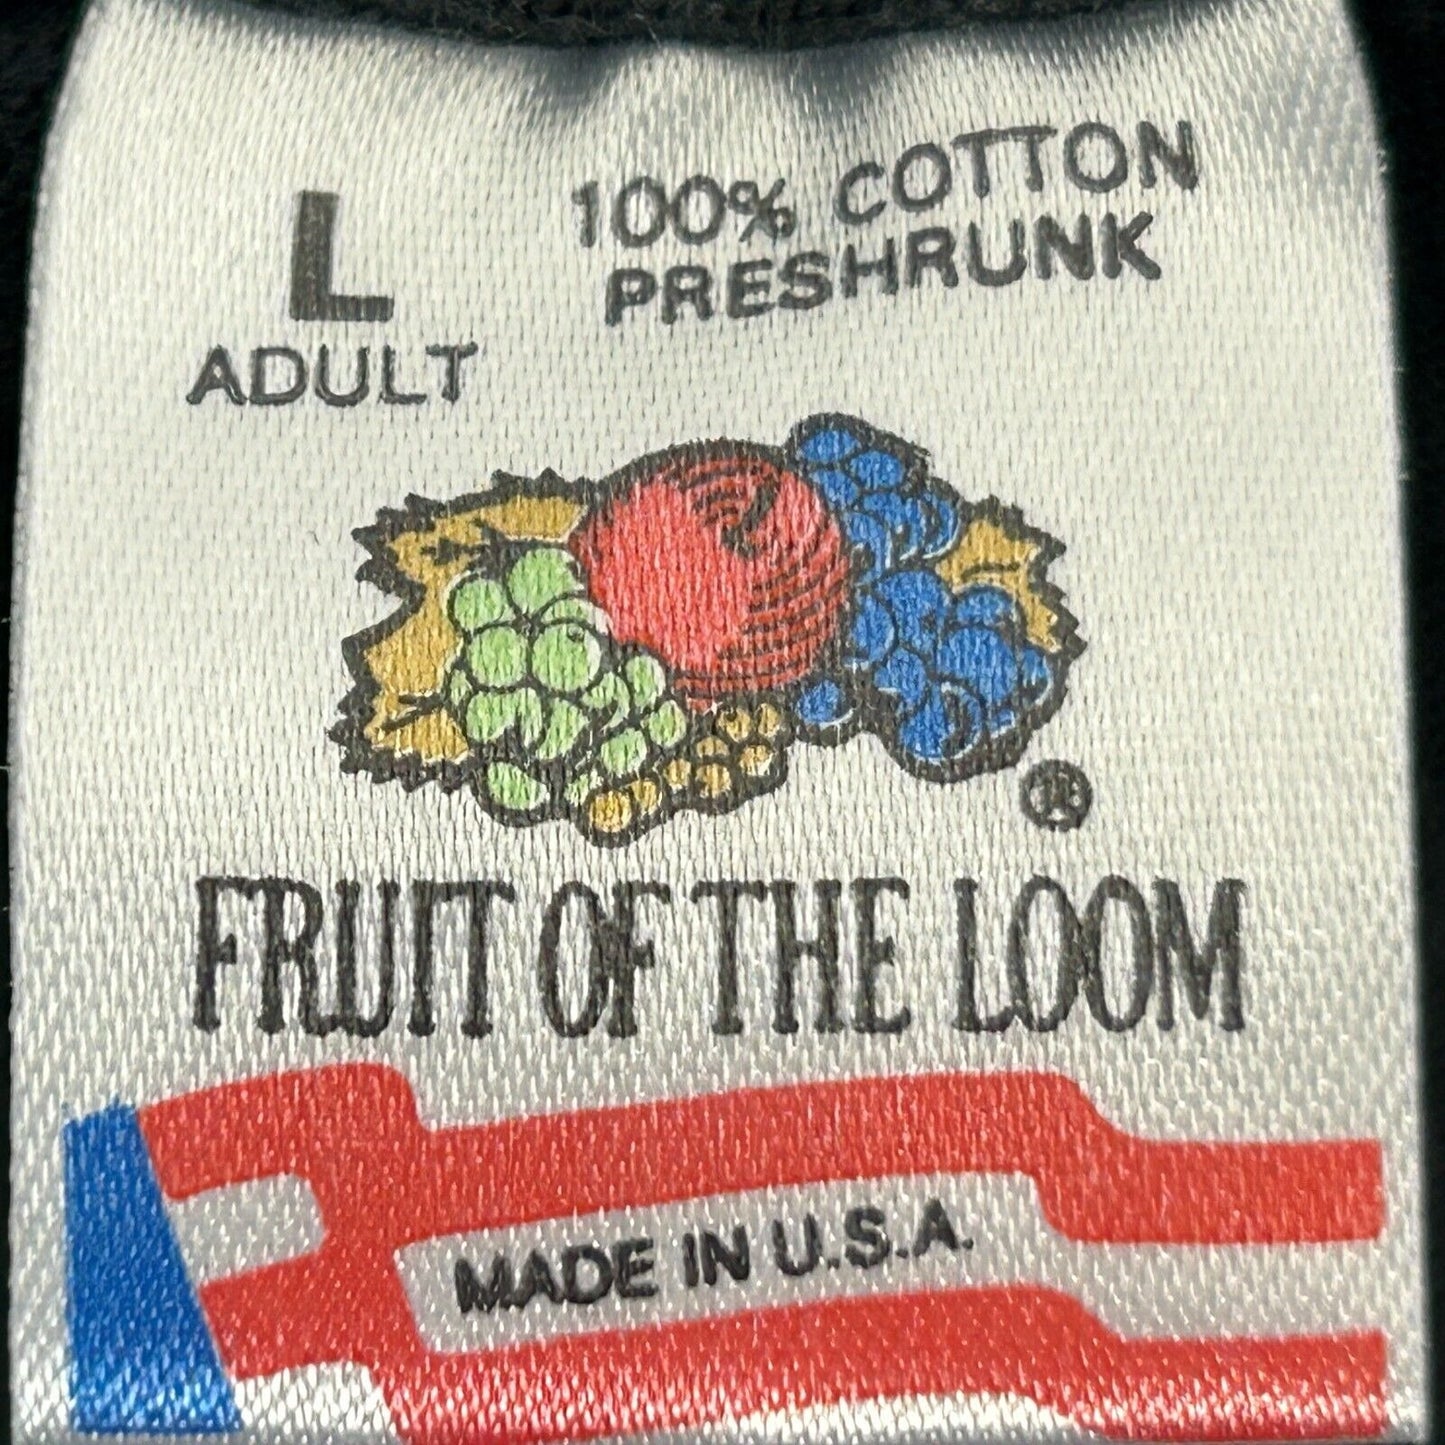 L
ADULT
100% COTTON
PRESHRUNK
®
FRUIT OF THE LOOM
MADE IN U.S.A.